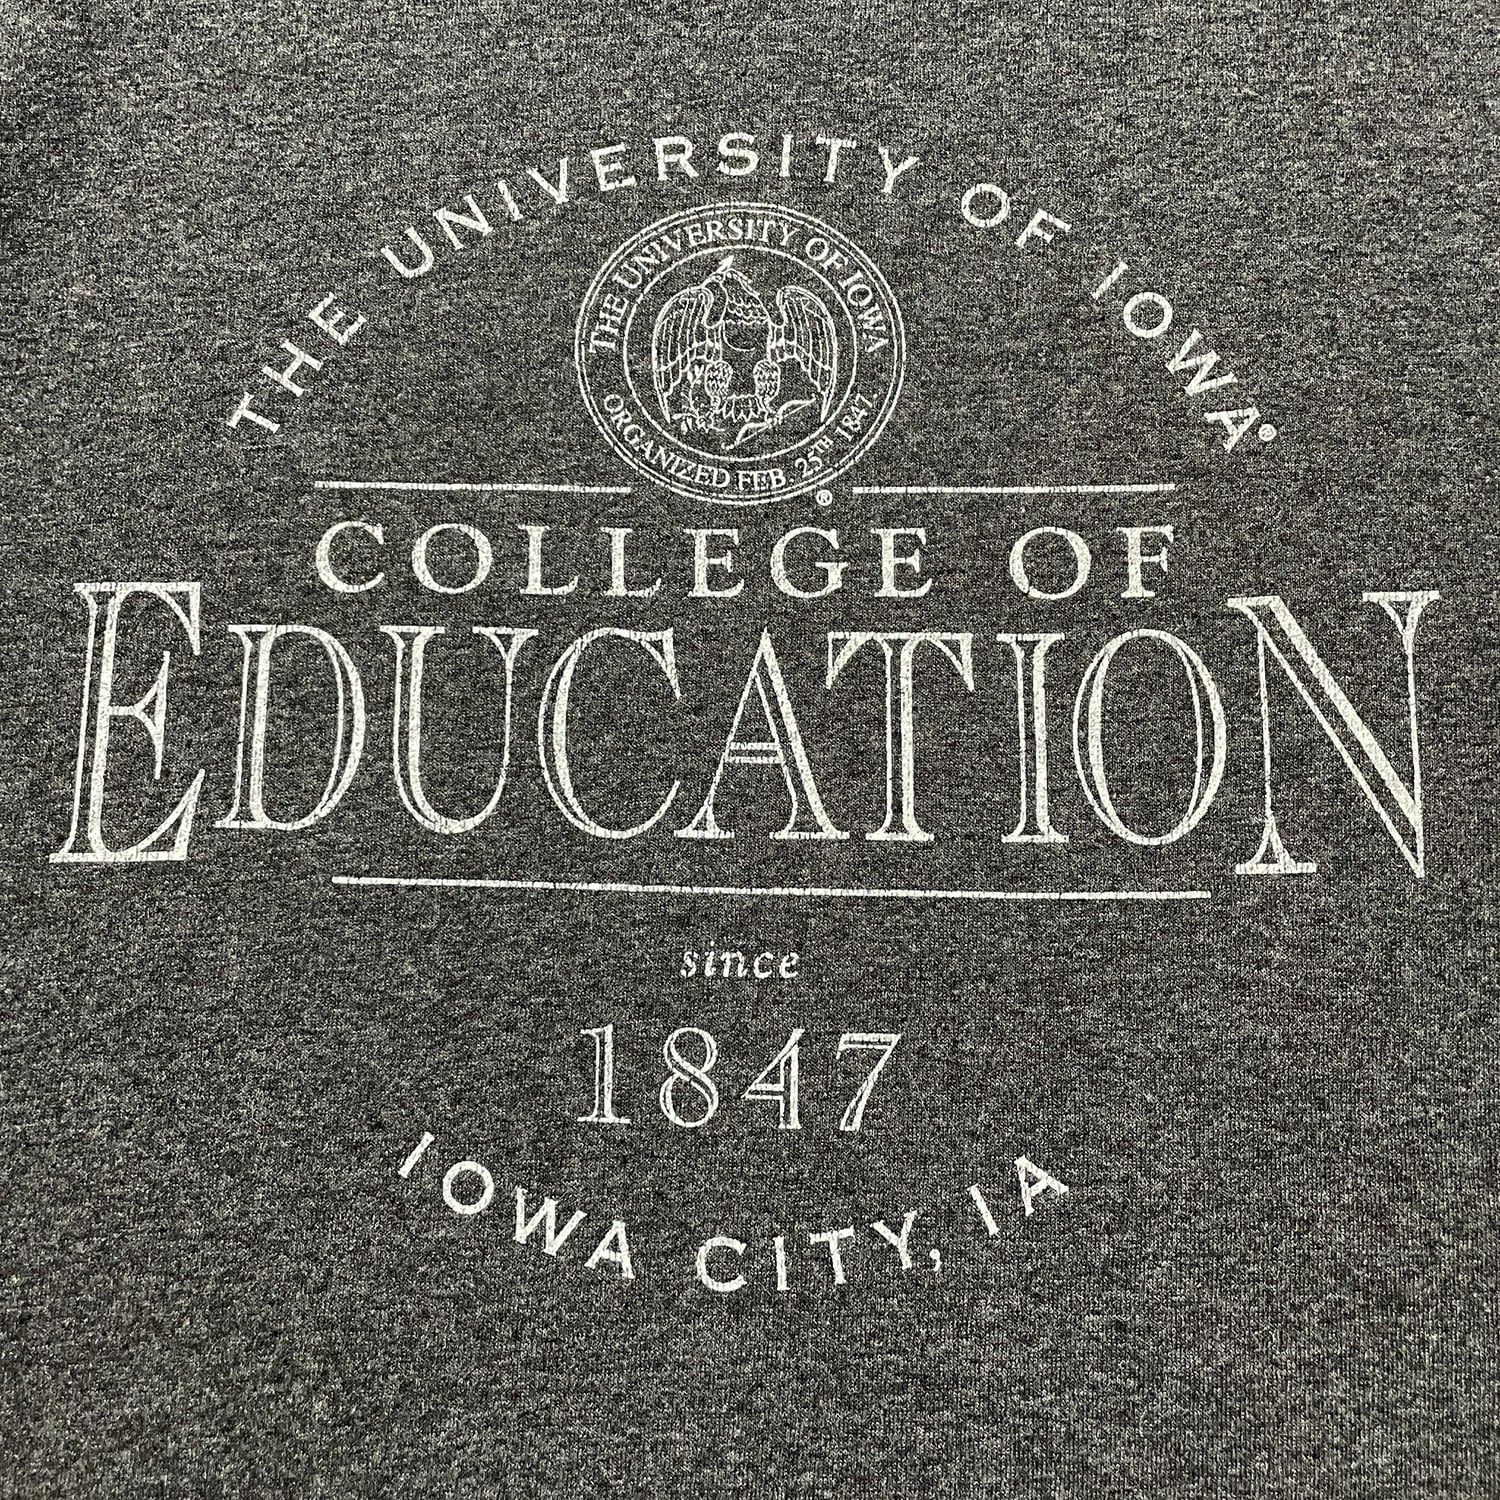 THE UNIVERSITY OF IOWA®
THE UNIVERSITY OF IOWA
ORGANIZED FEB. 25TH 1847.
®
COLLEGE OF
EDUCATION
since
1847
IOWA CITY, IA